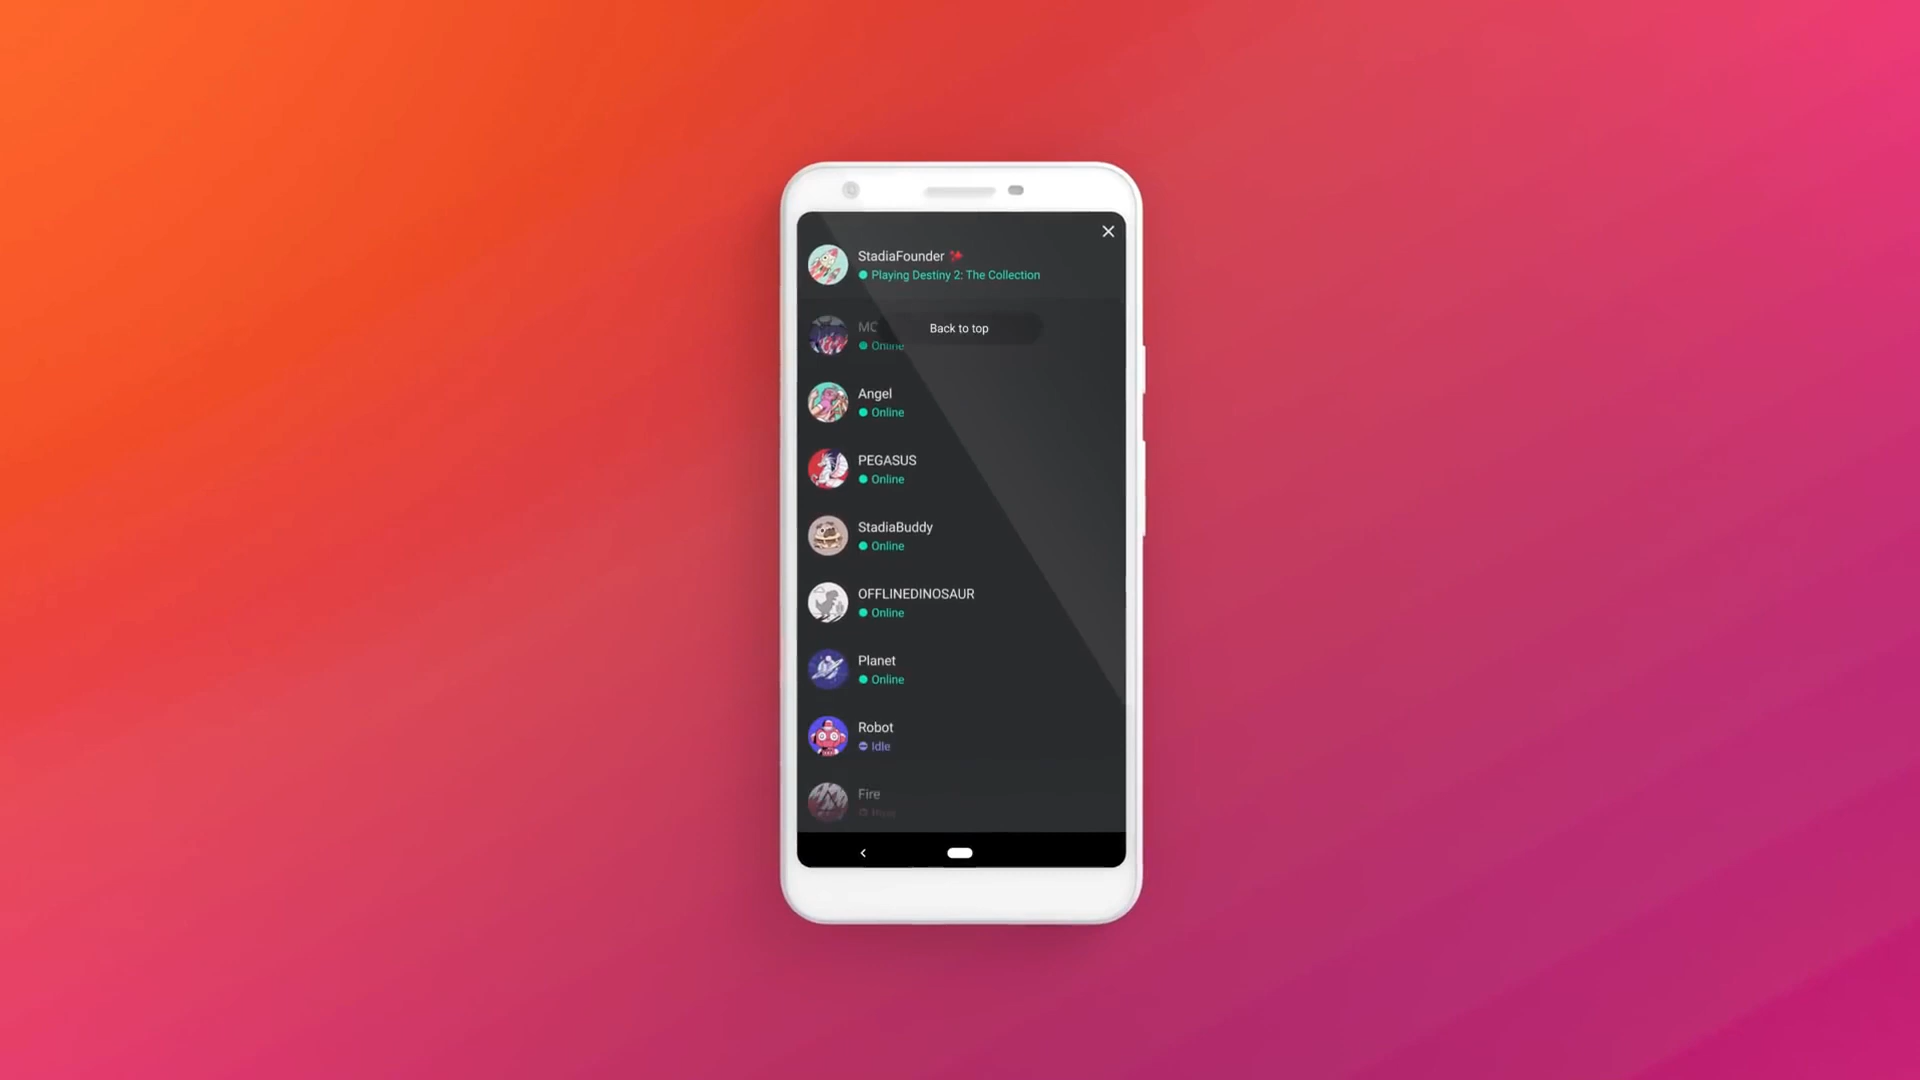 StadiaFounder
Playing Destiny 2: The Collection
MC
Back to top
Online
Angel
Online
PEGASUS
Online
StadiaBuddy
Online
OFFLINEDINOSAUR
Online
Planet
Online
Robot
Idle
Fire